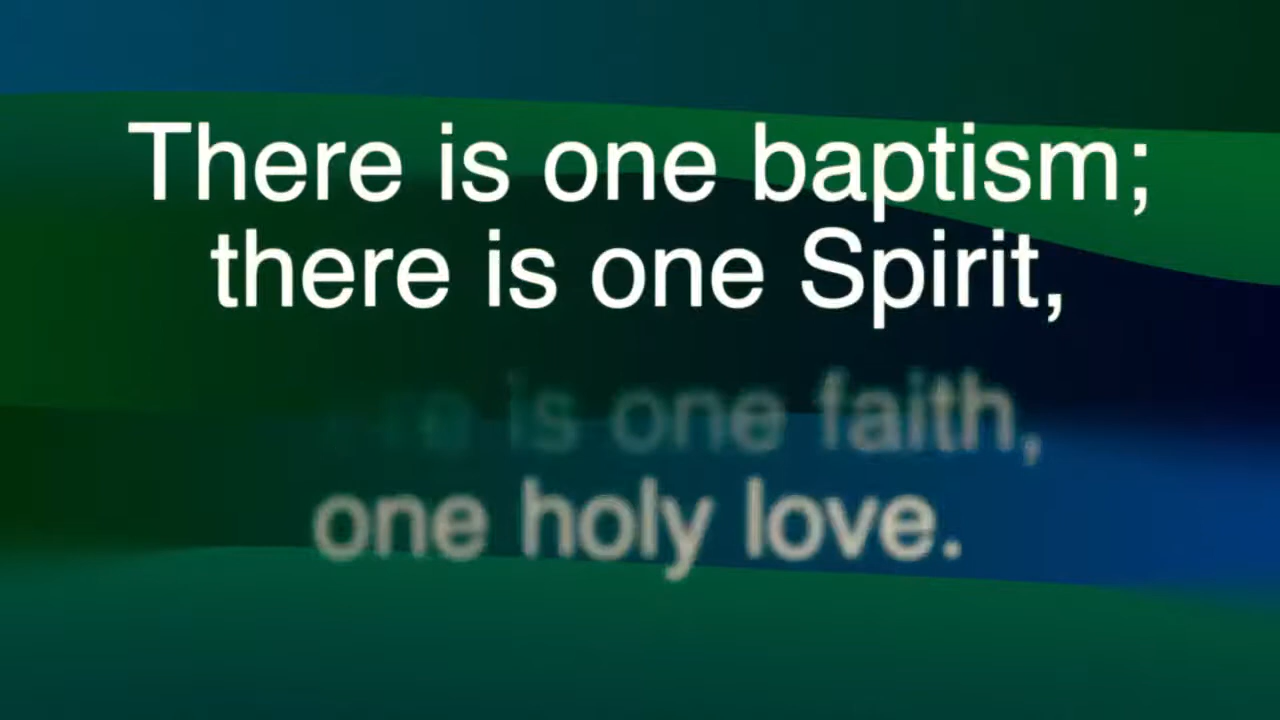 There is one baptism;
there is one Spirit,
is one faith,
one holy love.